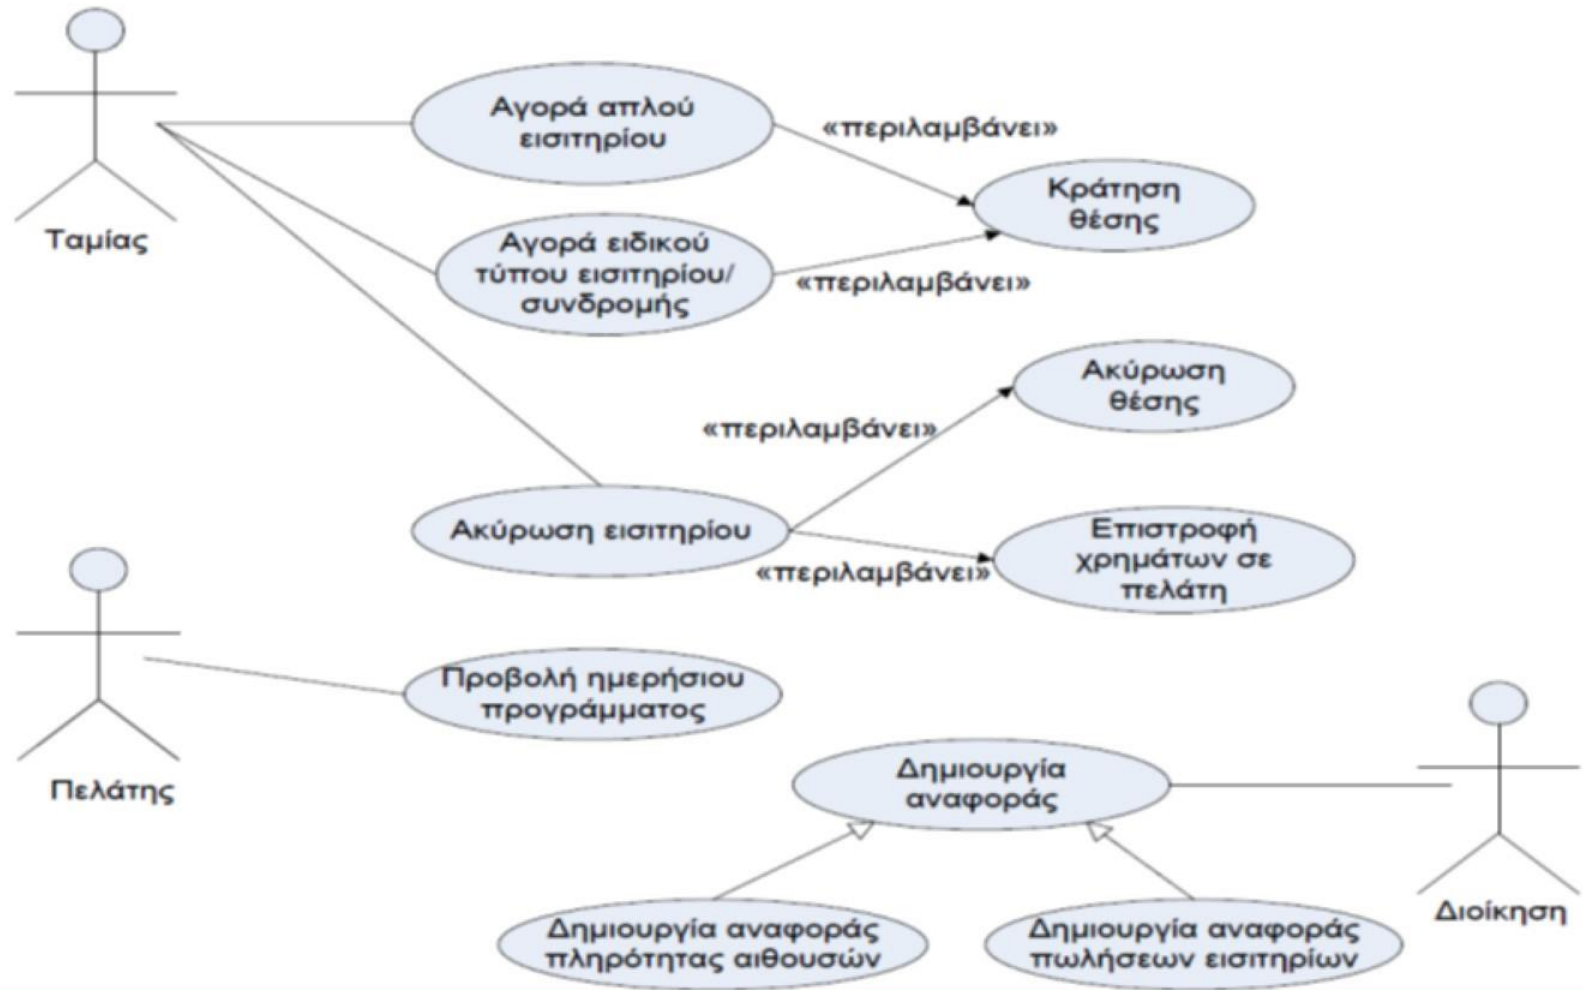 Αγορά απλού
εισιτηρίου
«περιλαμβάνει»
Κράτηση
θέσης
Ταμίας
Αγορά ειδικού
τύπου εισιτηρίου/
συνδρομής
«περιλαμβάνει»
Ακύρωση
θέσης
«περιλαμβάνει»
Ακύρωση εισιτηρίου
Επιστροφή
χρημάτων σε
πελάτη
«περιλαμβάνει»
Προβολή ημερήσιου
προγράμματος
Πελάτης
Δημιουργία
αναφοράς
Διοίκηση
Δημιουργία αναφοράς
πληρότητας αιθουσών
Δημιουργία αναφοράς
πωλήσεων εισιτηρίων